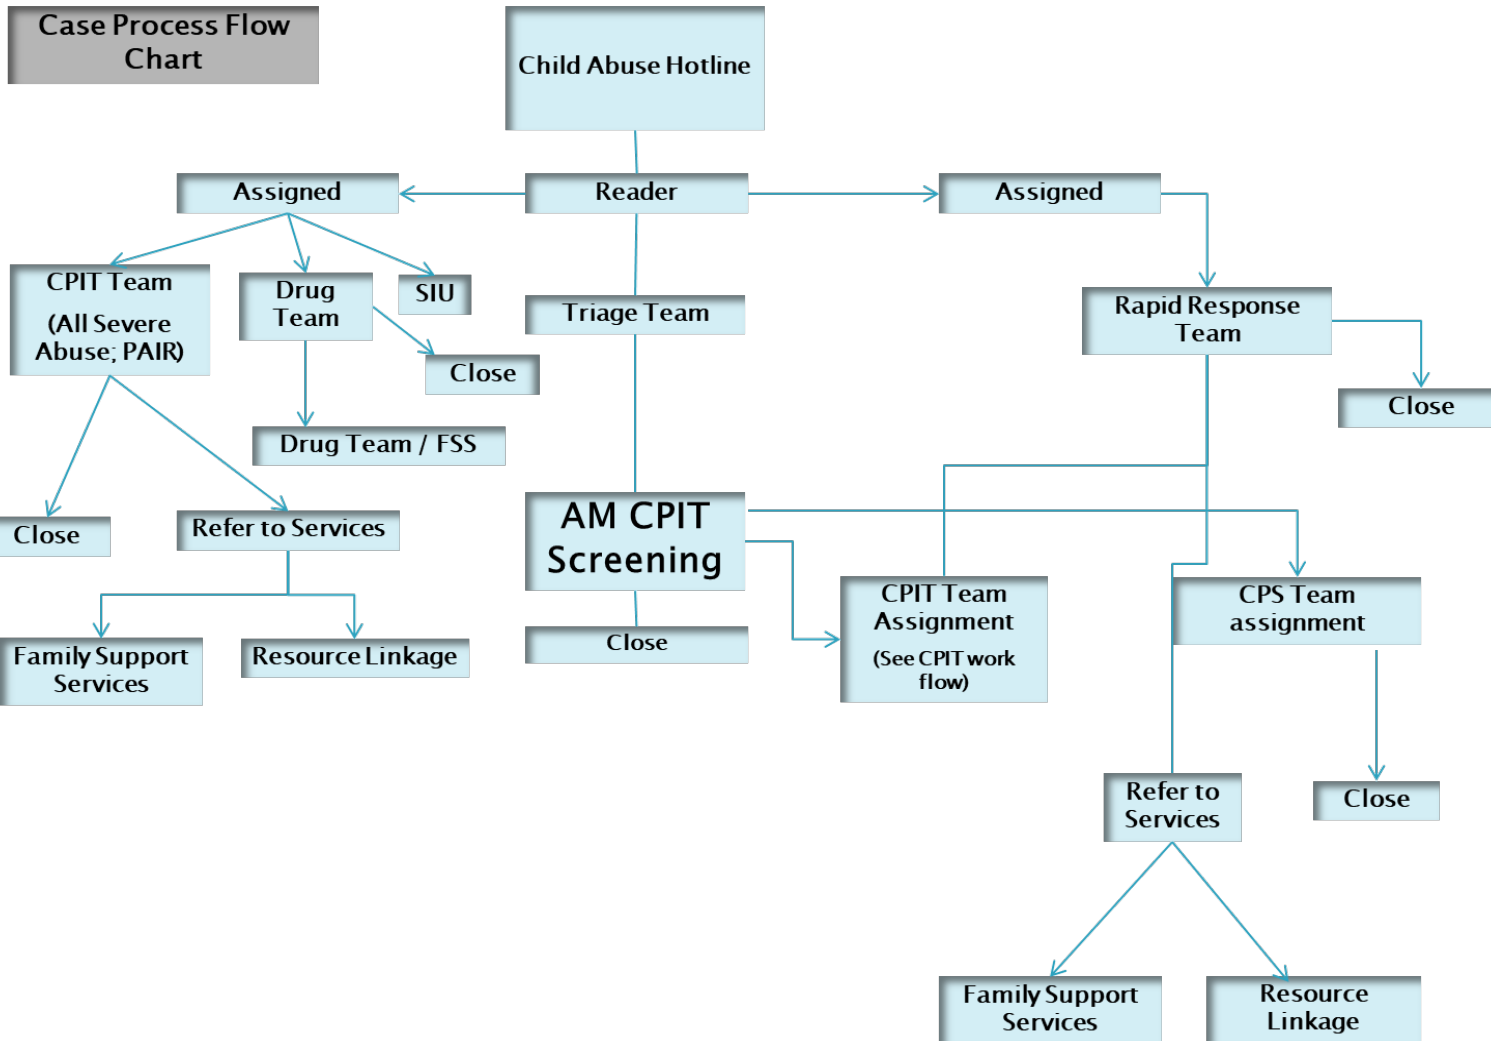 Case Process Flow
Chart
Child Abuse Hotline
Assigned
Reader
Assigned
CPIT Team
(All Severe
Abuse; PAIR)
Drug
Team
SIU
Triage Team
Rapid Response
Team
Close
Close
Drug Team / FSS
Close
Refer to Services
AM CPIT
Screening
CPIT Team
Assignment
(See CPIT work
flow)
CPS Team
assignment
Family Support
Services
Resource Linkage
Close
Refer to
Services
Close
Family Support
Services
Resource
Linkage